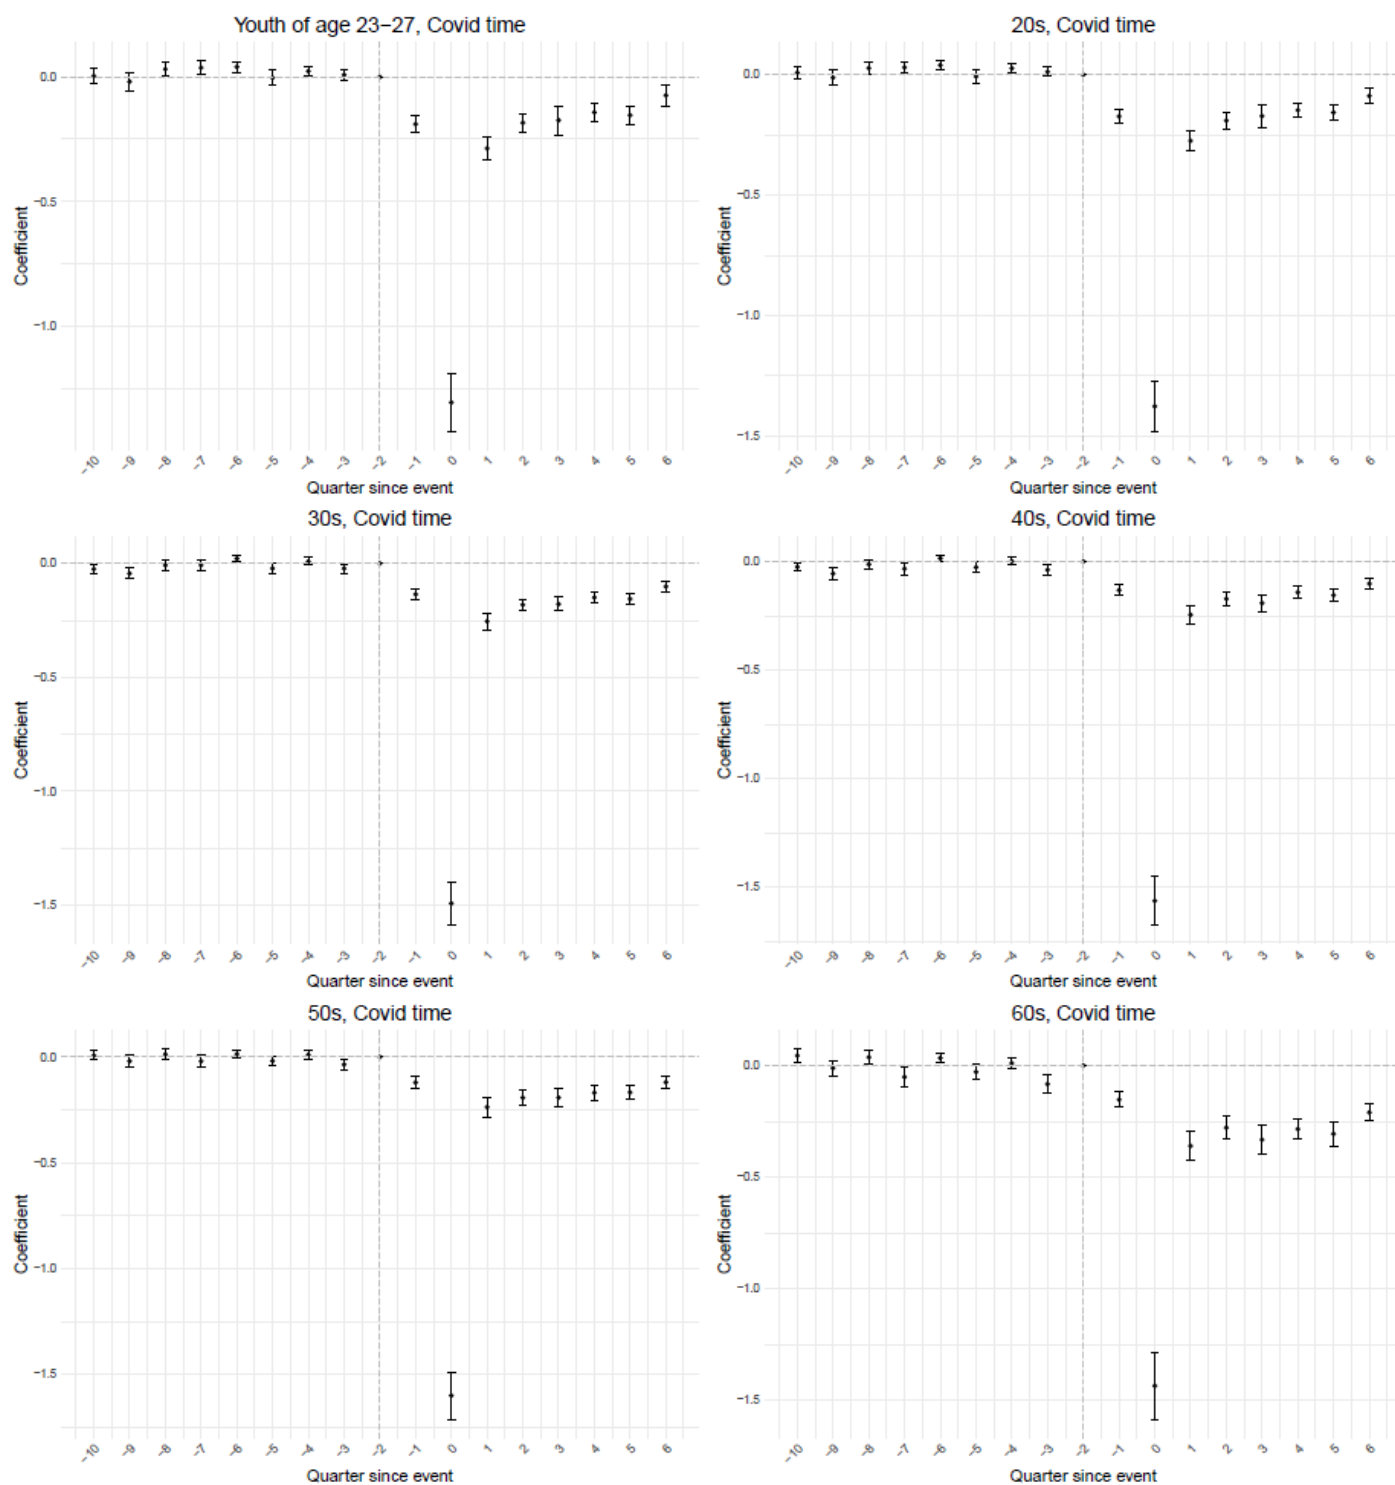 Youth of age 23−27, Covid time
0.0
−0.5
−1.0
Coefficient
−10 −9 −8 −7 −6 −5 −4 −3 −2 −1 0 1 2 3 4 5 6
Quarter since event
20s, Covid time
0.0
−0.5
−1.0
−1.5
Coefficient
−10 −9 −8 −7 −6 −5 −4 −3 −2 −1 0 1 2 3 4 5 6
Quarter since event
30s, Covid time
0.0
−0.5
−1.0
−1.5
Coefficient
−10 −9 −8 −7 −6 −5 −4 −3 −2 −1 0 1 2 3 4 5 6
Quarter since event
40s, Covid time
0.0
−0.5
−1.0
−1.5
Coefficient
−10 −9 −8 −7 −6 −5 −4 −3 −2 −1 0 1 2 3 4 5 6
Quarter since event
50s, Covid time
0.0
−0.5
−1.0
−1.5
Coefficient
−10 −9 −8 −7 −6 −5 −4 −3 −2 −1 0 1 2 3 4 5 6
Quarter since event
60s, Covid time
0.0
−0.5
−1.0
−1.5
Coefficient
−10 −9 −8 −7 −6 −5 −4 −3 −2 −1 0 1 2 3 4 5 6
Quarter since event